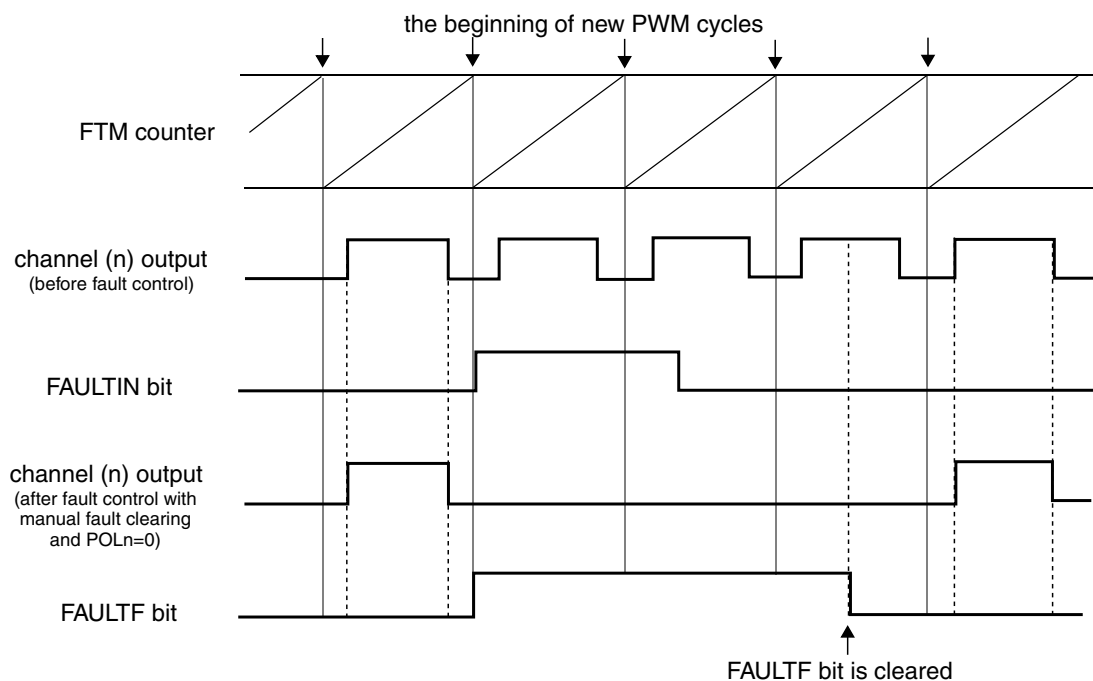 the beginning of new PWM cycles
FTM counter
channel (n) output
(before fault control)
FAULTIN bit
channel (n) output
(after fault control with
manual fault clearing
and POLn=0)
FAULTF bit
FAULTF bit is cleared